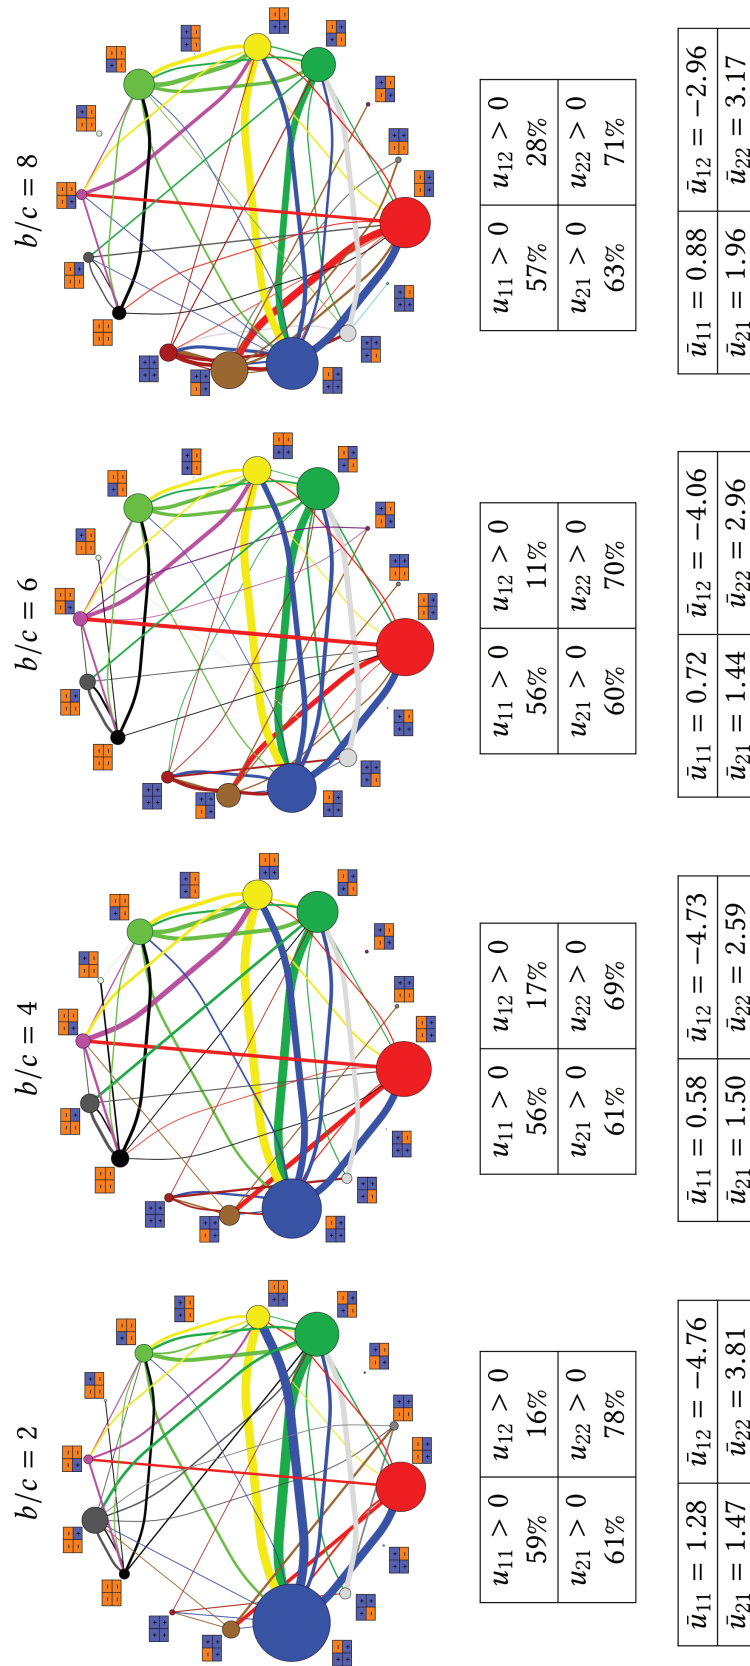 b/c = 2
u₁₁ > 0 u₁₂ > 0
59% 16%
u₂₁ > 0 u₂₂ > 0
61% 78%
ū₁₁ = 1.28 ū₁₂ = −4.76
ū₂₁ = 1.47 ū₂₂ = 3.81
b/c = 4
u₁₁ > 0 u₁₂ > 0
56% 17%
u₂₁ > 0 u₂₂ > 0
61% 69%
ū₁₁ = 0.58 ū₁₂ = −4.73
ū₂₁ = 1.50 ū₂₂ = 2.59
b/c = 6
u₁₁ > 0 u₁₂ > 0
56% 11%
u₂₁ > 0 u₂₂ > 0
60% 70%
ū₁₁ = 0.72 ū₁₂ = −4.06
ū₂₁ = 1.44 ū₂₂ = 2.96
b/c = 8
u₁₁ > 0 u₁₂ > 0
57% 28%
u₂₁ > 0 u₂₂ > 0
63% 71%
ū₁₁ = 0.88 ū₁₂ = −2.96
ū₂₁ = 1.96 ū₂₂ = 3.17